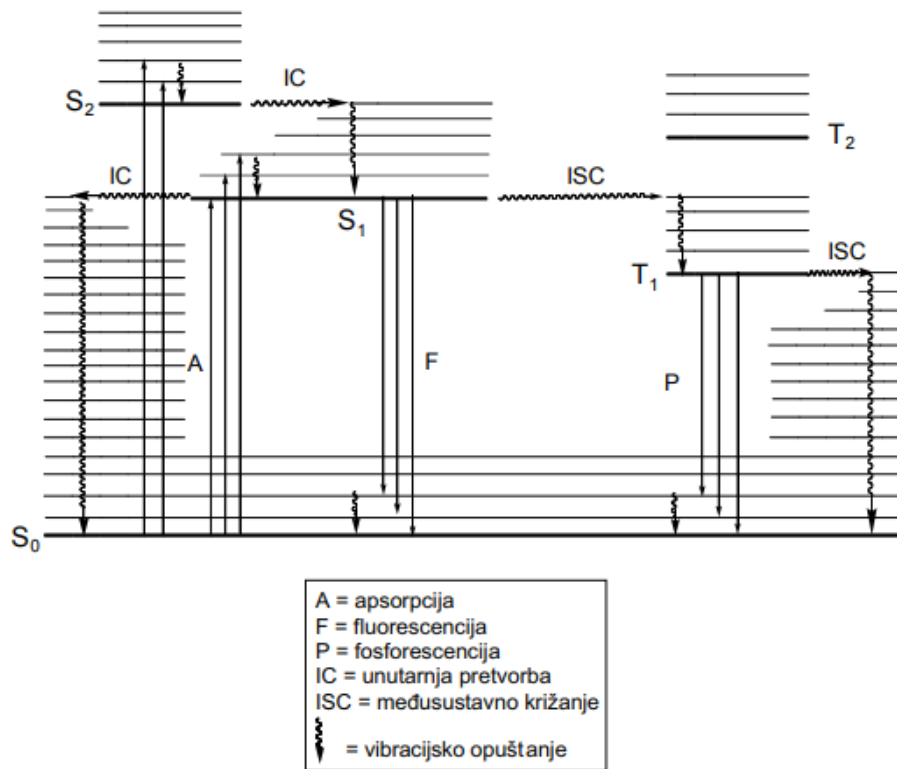 IC
S₂
T₂
IC
ISC
S₁
ISC
T₁
A
F
P
S₀
A = apsorpcija
F = fluorescencija
P = fosforescencija
IC = unutarnja pretvorba
ISC = međusustavno križanje
= vibracijsko opuštanje